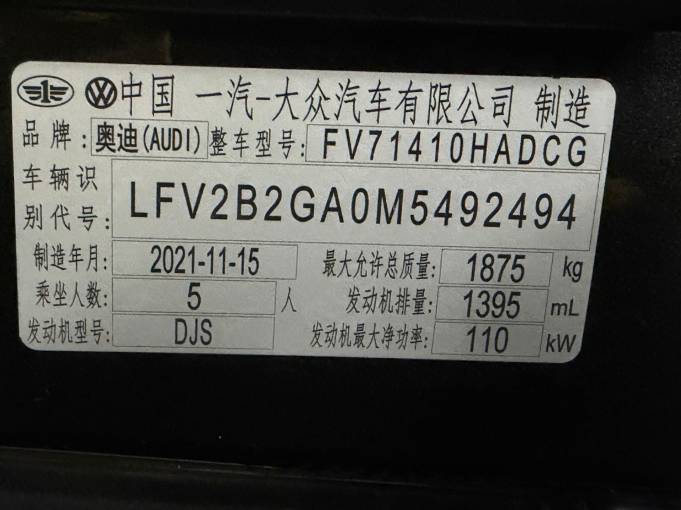 中国 一汽-大众汽车有限公司 制造
品牌: 奥迪(AUDI) 整车型号: FV71410HADCG
车辆识别代号: LFV2B2GA0M5492494
制造年月: 2021-11-15 最大允许总质量: 1875 kg
乘坐人数: 5 人 发动机排量: 1395 mL
发动机型号: DJS 发动机最大净功率: 110 kW